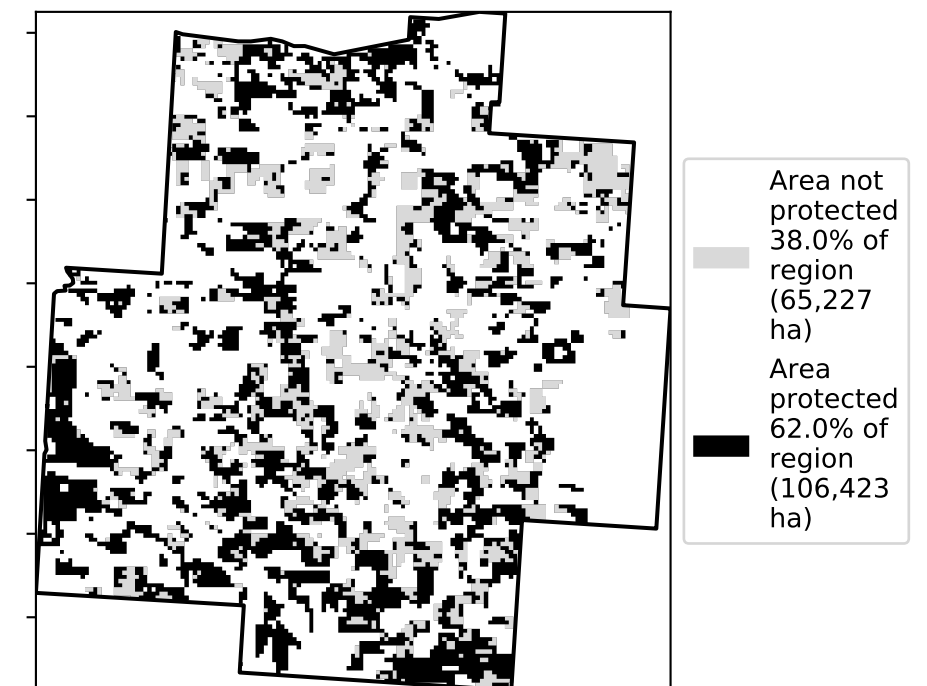 Area not
protected
38.0% of
region
(65,227
ha)
Area
protected
62.0% of
region
(106,423
ha)